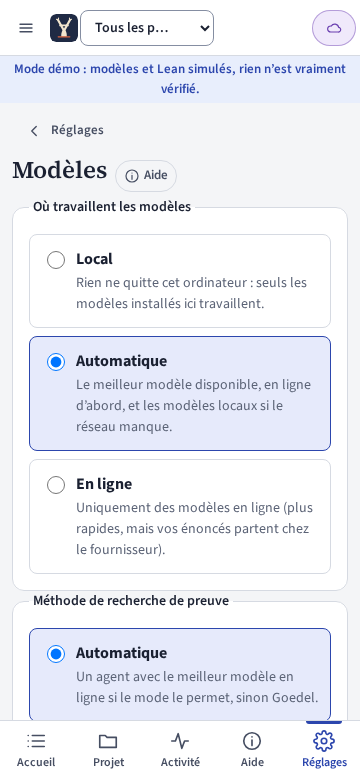 Tous les p...
Mode démo : modèles et Lean simulés, rien n’est vraiment
vérifié.
Réglages
Modèles
Aide
Où travaillent les modèles
Local
Rien ne quitte cet ordinateur : seuls les
modèles installés ici travaillent.
Automatique
Le meilleur modèle disponible, en ligne
d’abord, et les modèles locaux si le
réseau manque.
En ligne
Uniquement des modèles en ligne (plus
rapides, mais vos énoncés partent chez
le fournisseur).
Méthode de recherche de preuve
Automatique
Un agent avec le meilleur modèle en
ligne si le mode le permet, sinon Goedel.
Accueil
Projet
Activité
Aide
Réglages